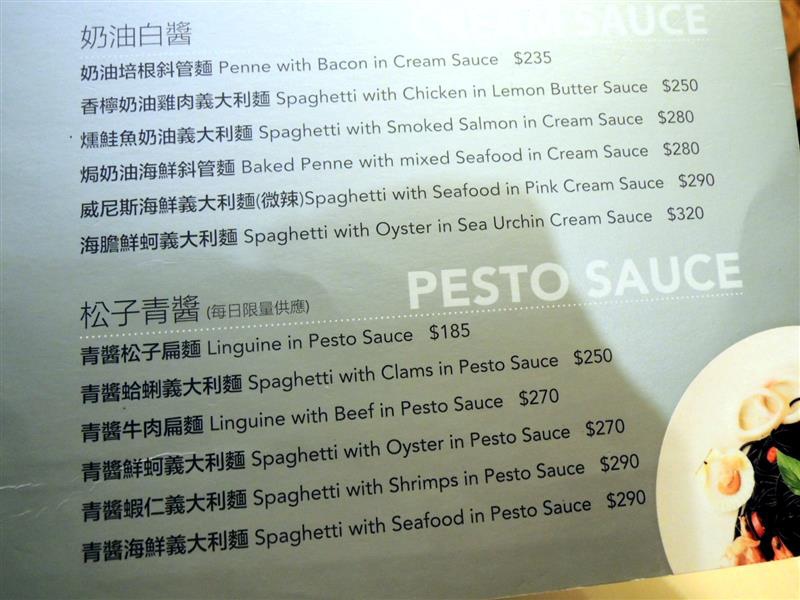 CREAM SAUCE
奶油白醬
奶油培根斜管麵 Penne with Bacon in Cream Sauce $235
香檸奶油雞肉義大利麵 Spaghetti with Chicken in Lemon Butter Sauce $250
燻鮭魚奶油義大利麵 Spaghetti with Smoked Salmon in Cream Sauce $280
焗奶油海鮮斜管麵 Baked Penne with mixed Seafood in Cream Sauce $280
威尼斯海鮮義大利麵(微辣)Spaghetti with Seafood in Pink Cream Sauce $290
海膽鮮蚵義大利麵 Spaghetti with Oyster in Sea Urchin Cream Sauce $320
PESTO SAUCE
松子青醬 (每日限量供應)
青醬松子扁麵 Linguine in Pesto Sauce $185
青醬蛤蜊義大利麵 Spaghetti with Clams in Pesto Sauce $250
青醬牛肉扁麵 Linguine with Beef in Pesto Sauce $270
青醬鮮蚵義大利麵 Spaghetti with Oyster in Pesto Sauce $270
青醬蝦仁義大利麵 Spaghetti with Shrimps in Pesto Sauce $290
青醬海鮮義大利麵 Spaghetti with Seafood in Pesto Sauce $290